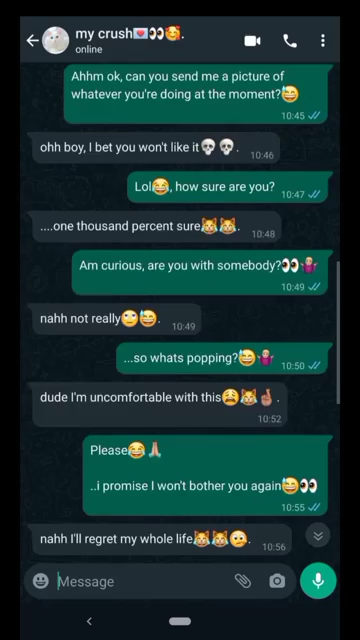 my crush💌👀🥰.
online
Ahhm ok, can you send me a picture of
whatever you're doing at the moment?😅
10:45
ohh boy, I bet you won't like it💀💀.
10:46
Lol😂, how sure are you?
10:47
....one thousand percent sure😹😹.
10:48
Am curious, are you with somebody?👀🤷🏼‍♀️
10:49
nahh not really🙄😅.
10:49
...so whats popping?😅🤷🏼‍♀️
10:50
dude I'm uncomfortable with this😩😹🤞🏽.
10:52
Please😂🙏🏼
..i promise I won't bother you again😅👀
10:55
nahh I'll regret my whole life😹😹🤕.
10:56
Message